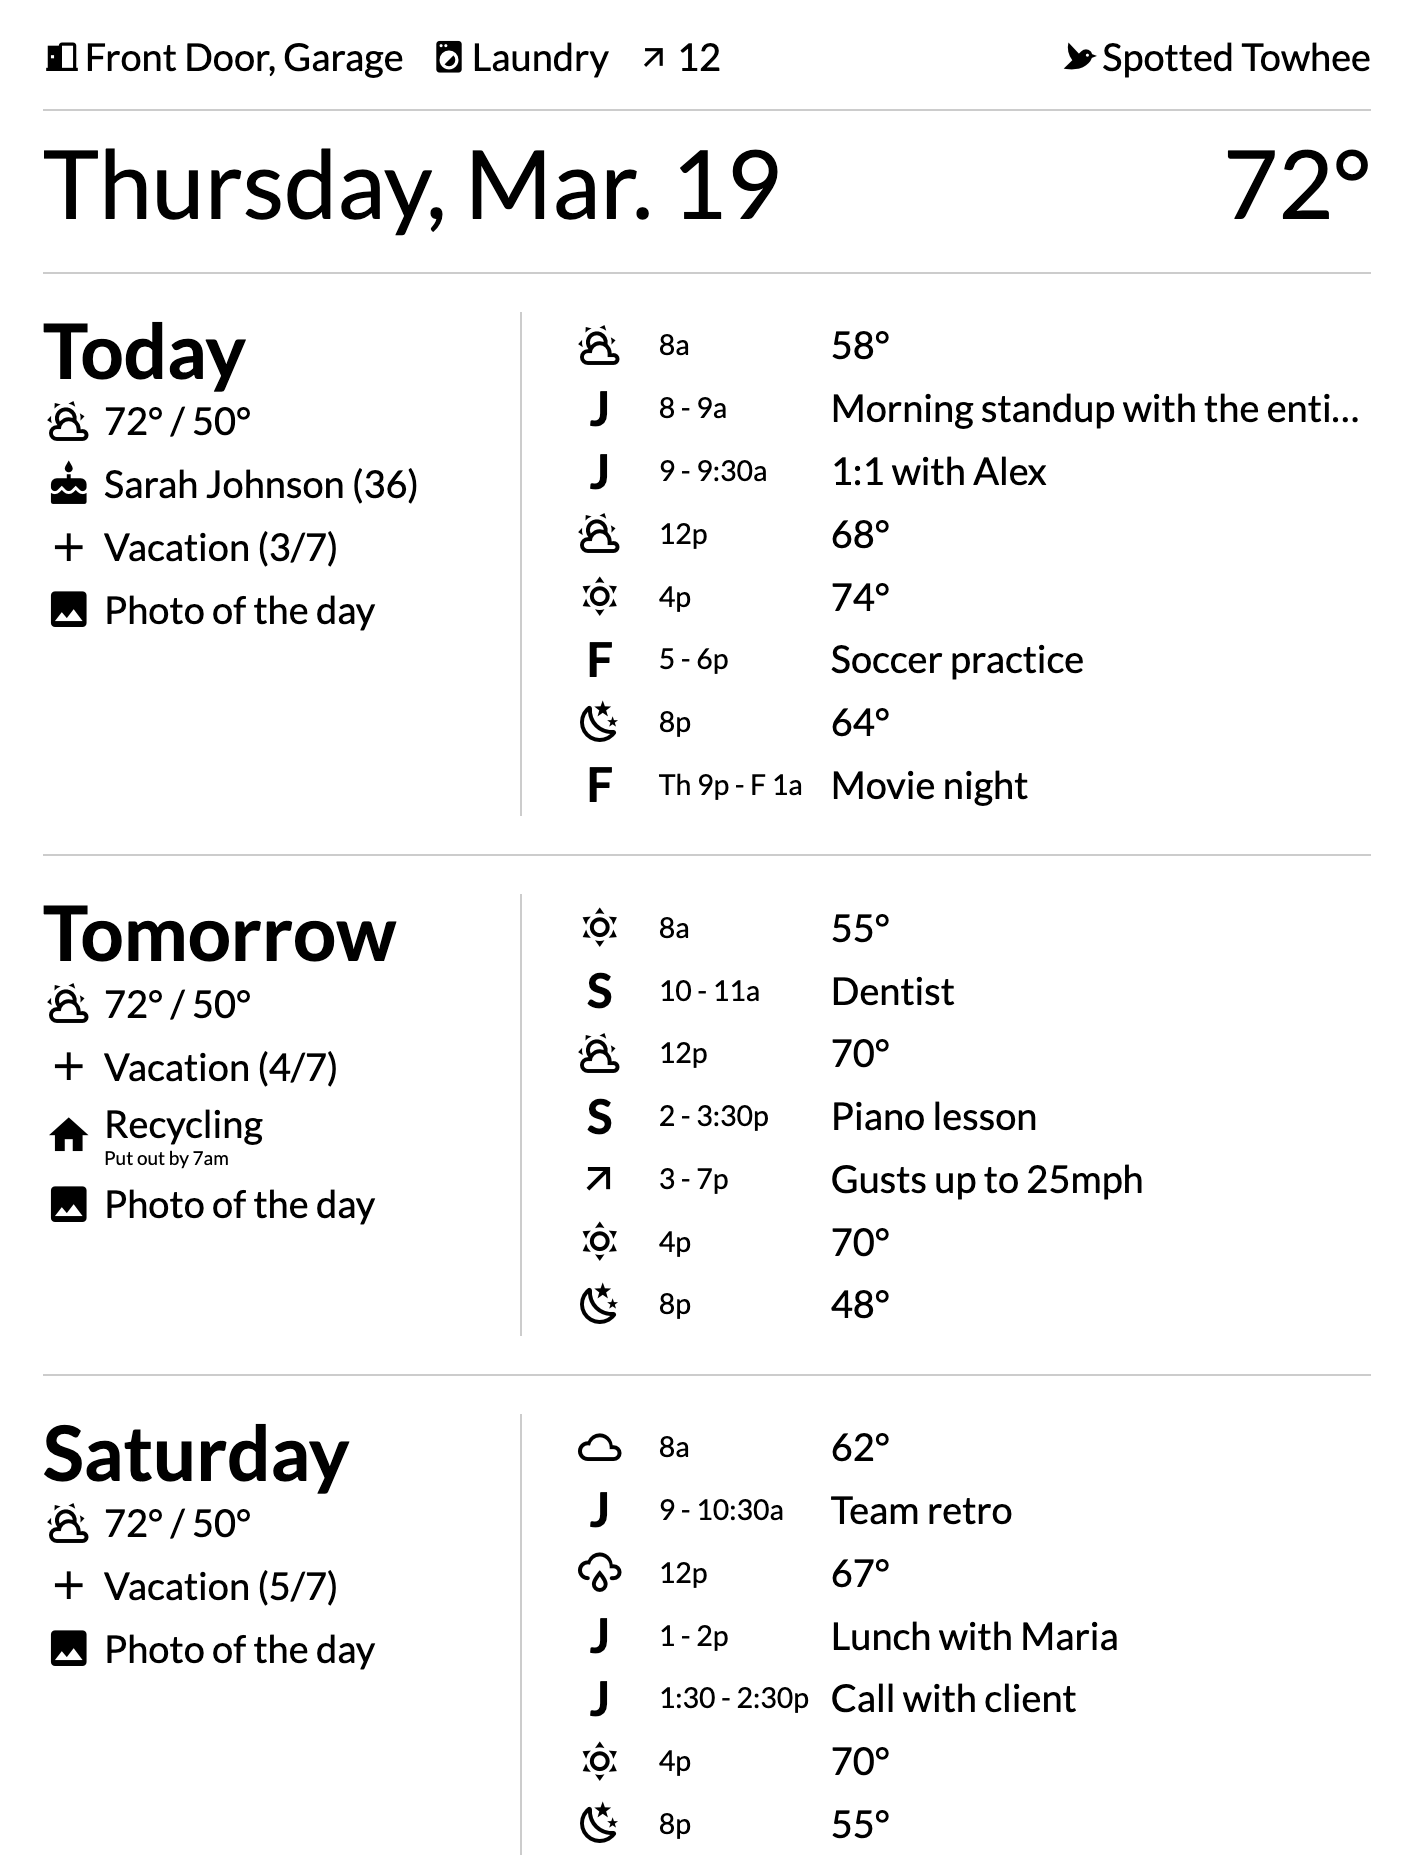 Front Door, Garage Laundry 12 Spotted Towhee
Thursday, Mar. 19 72°
Today
72° / 50°
Sarah Johnson (36)
Vacation (3/7)
Photo of the day
8a 58°
J 8 - 9a Morning standup with the enti...
J 9 - 9:30a 1:1 with Alex
12p 68°
4p 74°
F 5 - 6p Soccer practice
8p 64°
F Th 9p - F 1a Movie night
Tomorrow
72° / 50°
Vacation (4/7)
Recycling
Put out by 7am
Photo of the day
8a 55°
S 10 - 11a Dentist
12p 70°
S 2 - 3:30p Piano lesson
3 - 7p Gusts up to 25mph
4p 70°
8p 48°
Saturday
72° / 50°
Vacation (5/7)
Photo of the day
8a 62°
J 9 - 10:30a Team retro
12p 67°
J 1 - 2p Lunch with Maria
J 1:30 - 2:30p Call with client
4p 70°
8p 55°